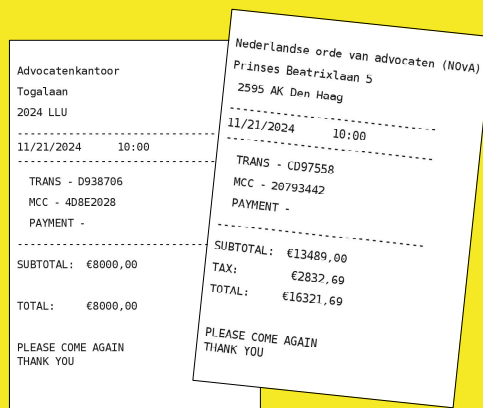 Advocatenkantoor
Togalaan
2024 LLU
--------------------------------
11/21/2024 10:00
--------------------------------
TRANS - D938706
MCC - 4D8E2028
PAYMENT -
--------------------------------
SUBTOTAL: €8000,00
TOTAL: €8000,00
PLEASE COME AGAIN
THANK YOU
Nederlandse orde van advocaten (NOvA)
Prinses Beatrixlaan 5
2595 AK Den Haag
--------------------------------
11/21/2024 10:00
--------------------------------
TRANS - CD97558
MCC - 20793442
PAYMENT -
--------------------------------
SUBTOTAL: €13489,00
TAX: €2832,69
TOTAL: €16321,69
PLEASE COME AGAIN
THANK YOU